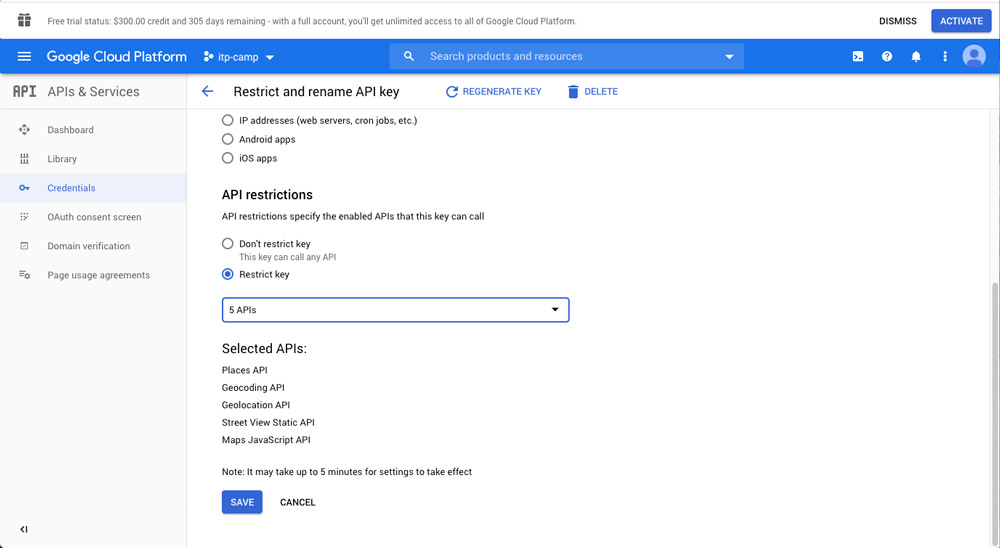 Free trial status: $300.00 credit and 305 days remaining - with a full account, you'll get unlimited access to all of Google Cloud Platform.
DISMISS
ACTIVATE
Google Cloud Platform
itp-camp
Search products and resources
API APIs & Services
Restrict and rename API key
REGENERATE KEY
DELETE
Dashboard
Library
Credentials
OAuth consent screen
Domain verification
Page usage agreements
IP addresses (web servers, cron jobs, etc.)
Android apps
iOS apps
API restrictions
API restrictions specify the enabled APIs that this key can call
Don't restrict key
This key can call any API
Restrict key
5 APIs
Selected APIs:
Places API
Geocoding API
Geolocation API
Street View Static API
Maps JavaScript API
Note: It may take up to 5 minutes for settings to take effect
SAVE
CANCEL